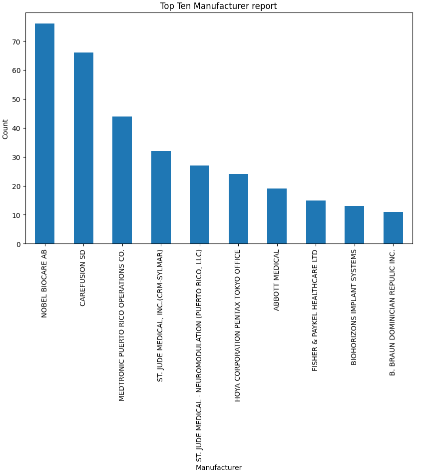 Top Ten Manufacturer report
Count
70
60
50
40
30
20
10
0
NOBEL BIOCARE AB
CAREFUSION SD
MEDTRONIC PUERTO RICO OPERATIONS CO.
ST. JUDE MEDICAL, INC.(CRM-SYLMAR)
ST. JUDE MEDICAL - NEUROMODULATION (PUERTO RICO, LLC)
HOYA CORPORATION PENTAX TOKYO OFFICE
ABBOTT MEDICAL
FISHER & PAYKEL HEALTHCARE LTD
BIOHORIZONS IMPLANT SYSTEMS
B. BRAUN DOMINICIAN REPULIC INC.
Manufacturer